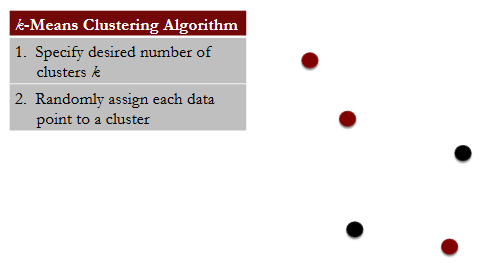 k-Means Clustering Algorithm
1. Specify desired number of
clusters k
2. Randomly assign each data
point to a cluster